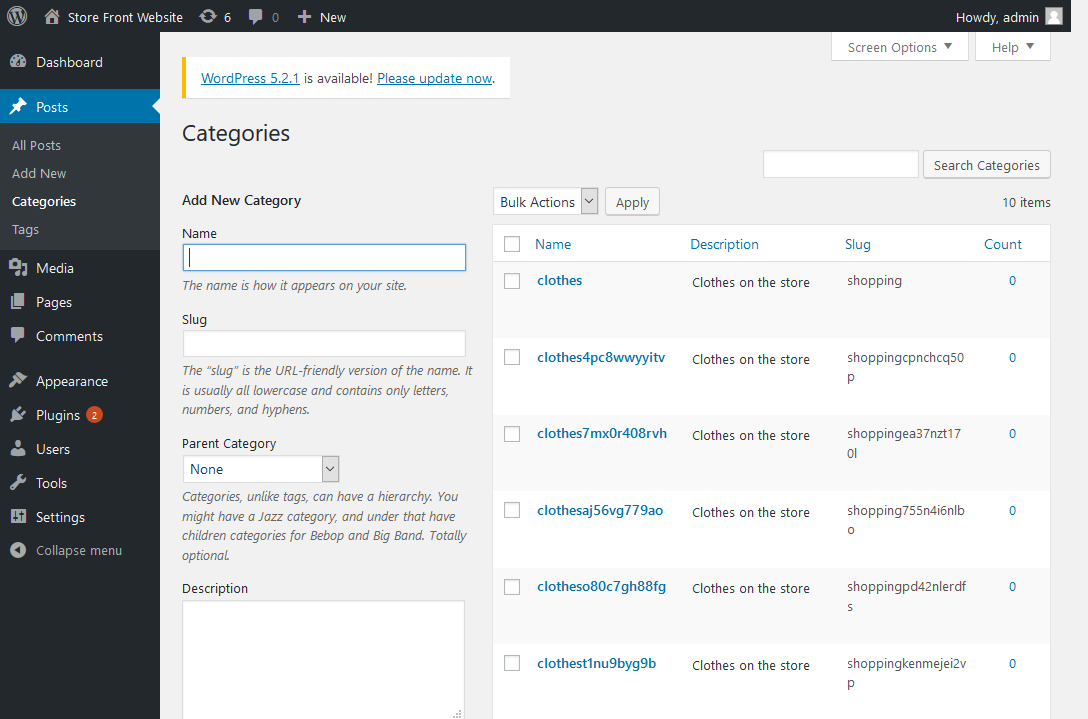 Store Front Website 6 0 New Howdy, admin
Screen Options Help
Dashboard
Posts
All Posts
Add New
Categories
Tags
Media
Pages
Comments
Appearance
Plugins 2
Users
Tools
Settings
Collapse menu
WordPress 5.2.1 is available! Please update now.
Categories
Search Categories
Add New Category
Name
The name is how it appears on your site.
Slug
The “slug” is the URL-friendly version of the name. It
is usually all lowercase and contains only letters,
numbers, and hyphens.
Parent Category
None
Categories, unlike tags, can have a hierarchy. You
might have a Jazz category, and under that have
children categories for Bebop and Big Band. Totally
optional.
Description
Bulk Actions Apply 10 items
Name Description Slug Count
clothes Clothes on the store shopping 0
clothes4pc8wwyyitv Clothes on the store shoppingcpnchcq50 0
p
clothes7mx0r408rvh Clothes on the store shoppingea37nzt17 0
0l
clothesaj56vg779ao Clothes on the store shopping755n4i6nlb 0
o
clotheso80c7gh88fg Clothes on the store shoppingpd42nlerdf 0
s
clothest1nu9byg9b Clothes on the store shoppingkenmejei2v 0
p